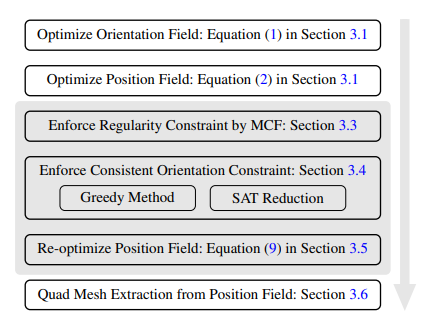 Optimize Orientation Field: Equation (1) in Section 3.1
Optimize Position Field: Equation (2) in Section 3.1
Enforce Regularity Constraint by MCF: Section 3.3
Enforce Consistent Orientation Constraint: Section 3.4
Greedy Method
SAT Reduction
Re-optimize Position Field: Equation (9) in Section 3.5
Quad Mesh Extraction from Position Field: Section 3.6